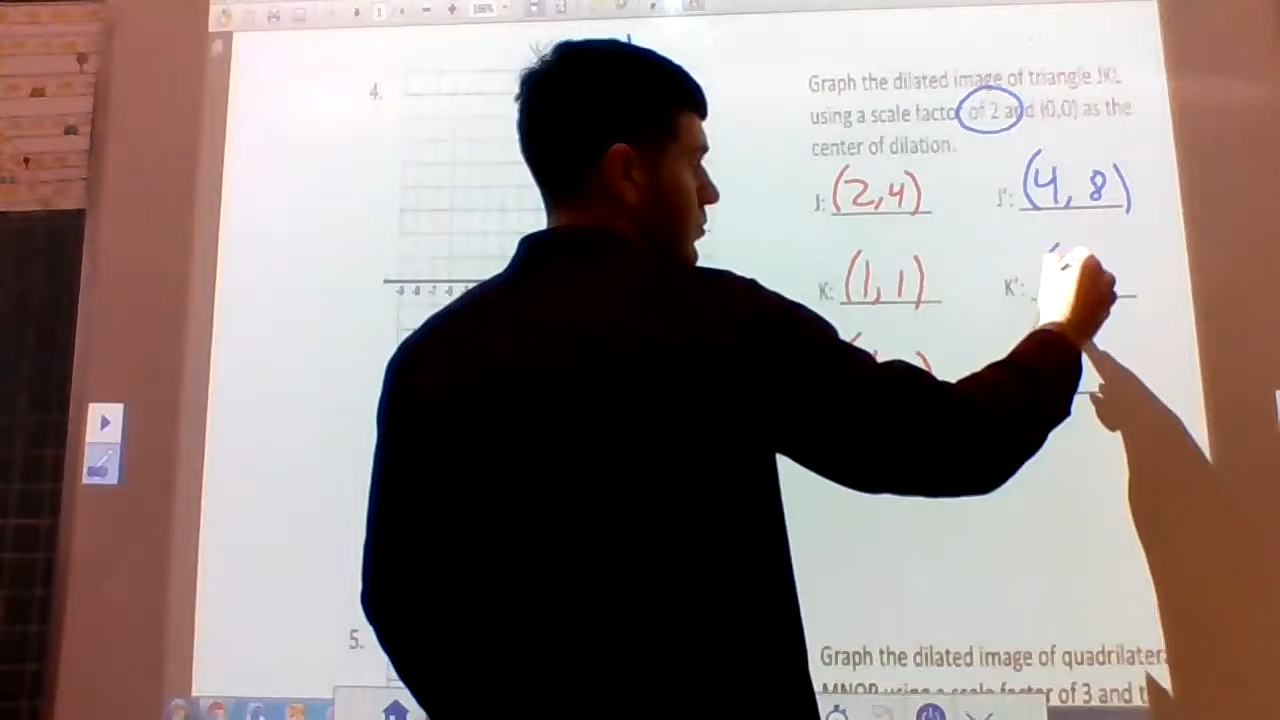 4.
Graph the dilated image of triangle JKL
using a scale factor of 2 and (0,0) as the
center of dilation.
J: (2,4) J': (4, 8)
K: (1, 1) K':
5.
Graph the dilated image of quadrilater
MNOP using a scale factor of 3 and t